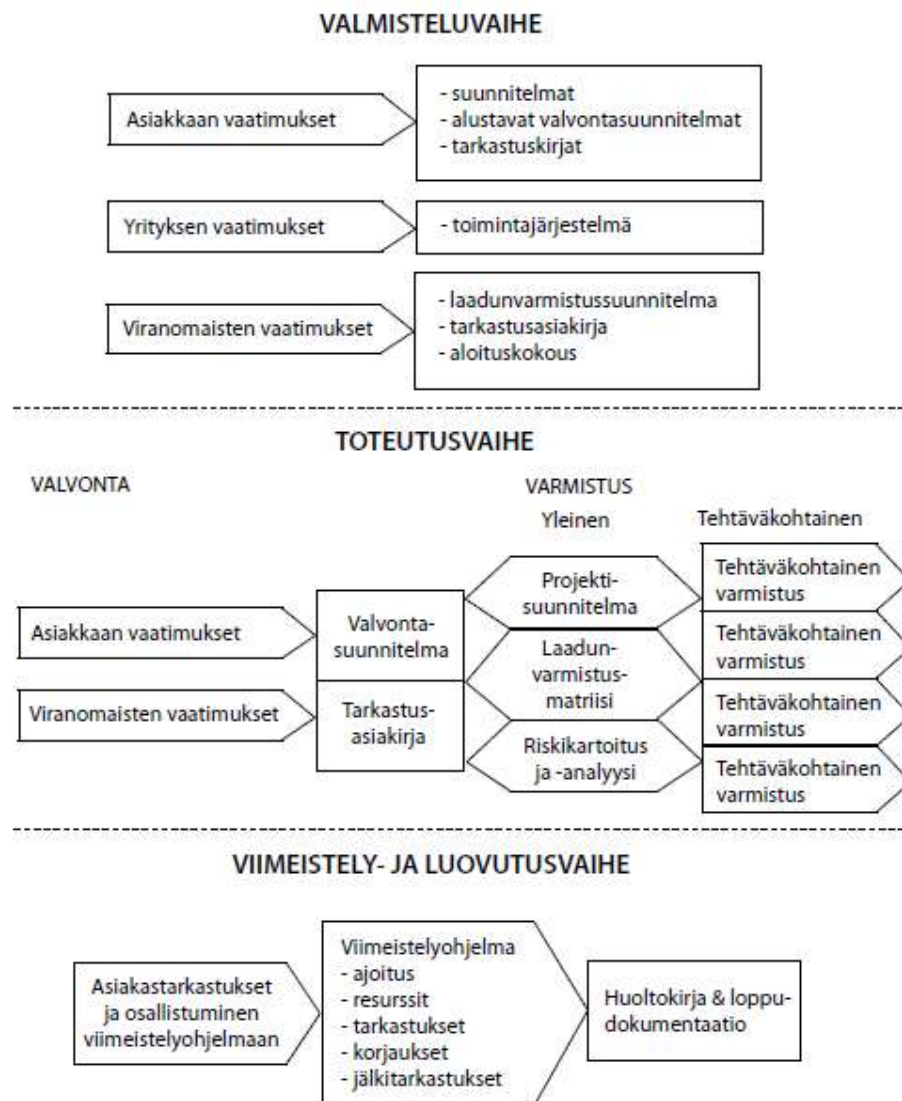 VALMISTELUVAIHE
Asiakkaan vaatimukset
- suunnitelmat
- alustavat valvontasuunnitelmat
- tarkastuskirjat
Yrityksen vaatimukset
- toimintajärjestelmä
Viranomaisten vaatimukset
- laadunvarmistussuunnitelma
- tarkastusasiakirja
- aloituskokous
TOTEUTUSVAIHE
VALVONTA
VARMISTUS
Yleinen
Tehtäväkohtainen
Asiakkaan vaatimukset
Viranomaisten vaatimukset
Valvonta-
suunnitelma
Tarkastus-
asiakirja
Projekti-
suunnitelma
Laadun-
varmistus-
matriisi
Riskikartoitus
ja -analyysi
Tehtäväkohtainen
varmistus
Tehtäväkohtainen
varmistus
Tehtäväkohtainen
varmistus
Tehtäväkohtainen
varmistus
VIIMEISTELY- JA LUOVUTUSVAIHE
Asiakastarkastukset
ja osallistuminen
viimeistelyohjelmaan
Viimeistelyohjelma
- ajoitus
- resurssit
- tarkastukset
- korjaukset
- jälkitarkastukset
Huoltokirja & loppu-
dokumentaatio